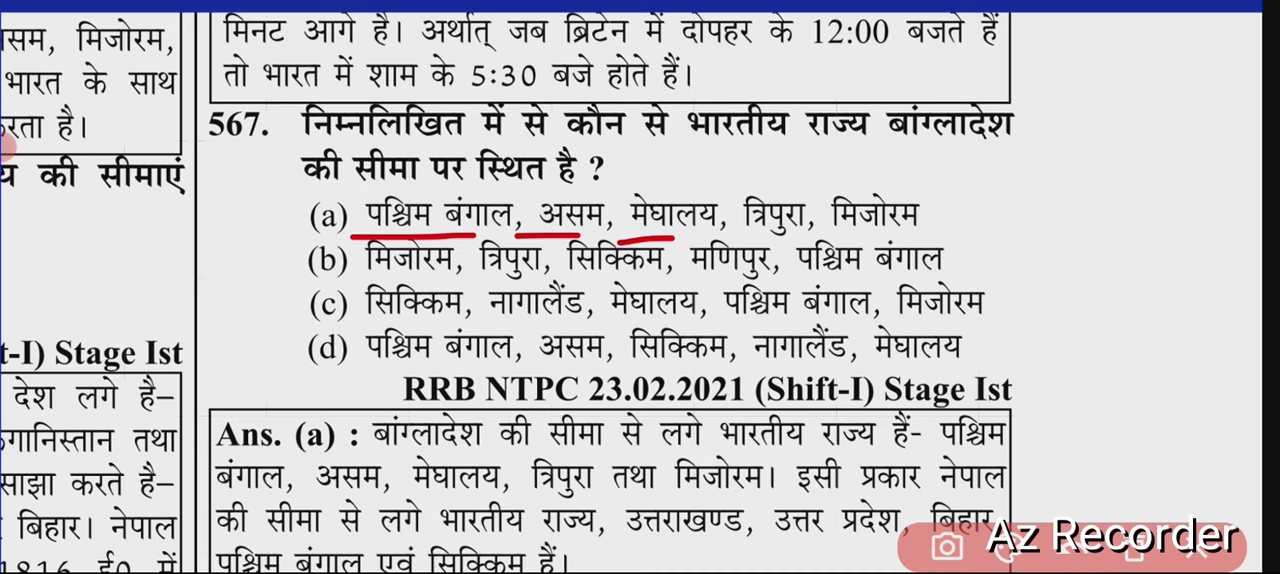 सम, मिजोरम,
भारत के साथ
रता है।
य की सीमाएं
t-I) Stage Ist
देश लगे है–
गानिस्तान तथा
साझा करते है–
बिहार। नेपाल
1816 ई0 में
मिनट आगे है। अर्थात् जब ब्रिटेन में दोपहर के 12:00 बजते हैं
तो भारत में शाम के 5:30 बजे होते हैं।
567. निम्नलिखित में से कौन से भारतीय राज्य बांग्लादेश
की सीमा पर स्थित है ?
(a) पश्चिम बंगाल, असम, मेघालय, त्रिपुरा, मिजोरम
(b) मिजोरम, त्रिपुरा, सिक्किम, मणिपुर, पश्चिम बंगाल
(c) सिक्किम, नागालैंड, मेघालय, पश्चिम बंगाल, मिजोरम
(d) पश्चिम बंगाल, असम, सिक्किम, नागालैंड, मेघालय
RRB NTPC 23.02.2021 (Shift-I) Stage Ist
Ans. (a) : बांग्लादेश की सीमा से लगे भारतीय राज्य हैं- पश्चिम
बंगाल, असम, मेघालय, त्रिपुरा तथा मिजोरम। इसी प्रकार नेपाल
की सीमा से लगे भारतीय राज्य, उत्तराखण्ड, उत्तर प्रदेश, बिहार,
पश्चिम बंगाल एवं सिक्किम हैं।
Az Recorder